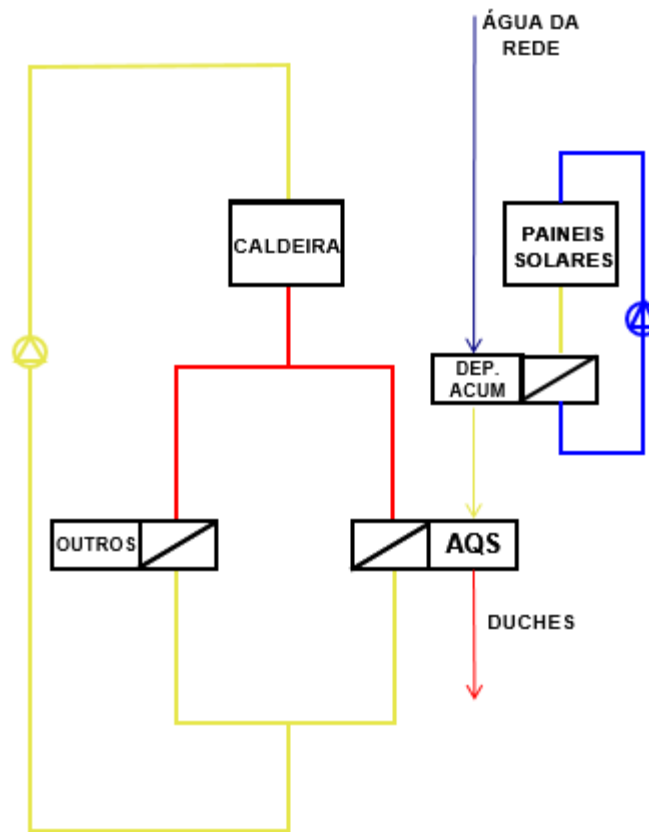 ÁGUA DA
REDE
CALDEIRA
PAINEIS
SOLARES
DEP.
ACUM
OUTROS
AQS
DUCHES